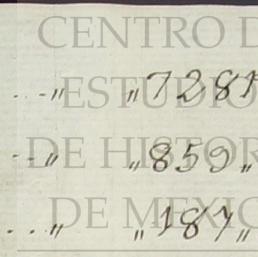 CENTRO D
..-" "7281
ESTUDIO
--" "859"
DE HISTOR
..." "187"
DE MEXIC